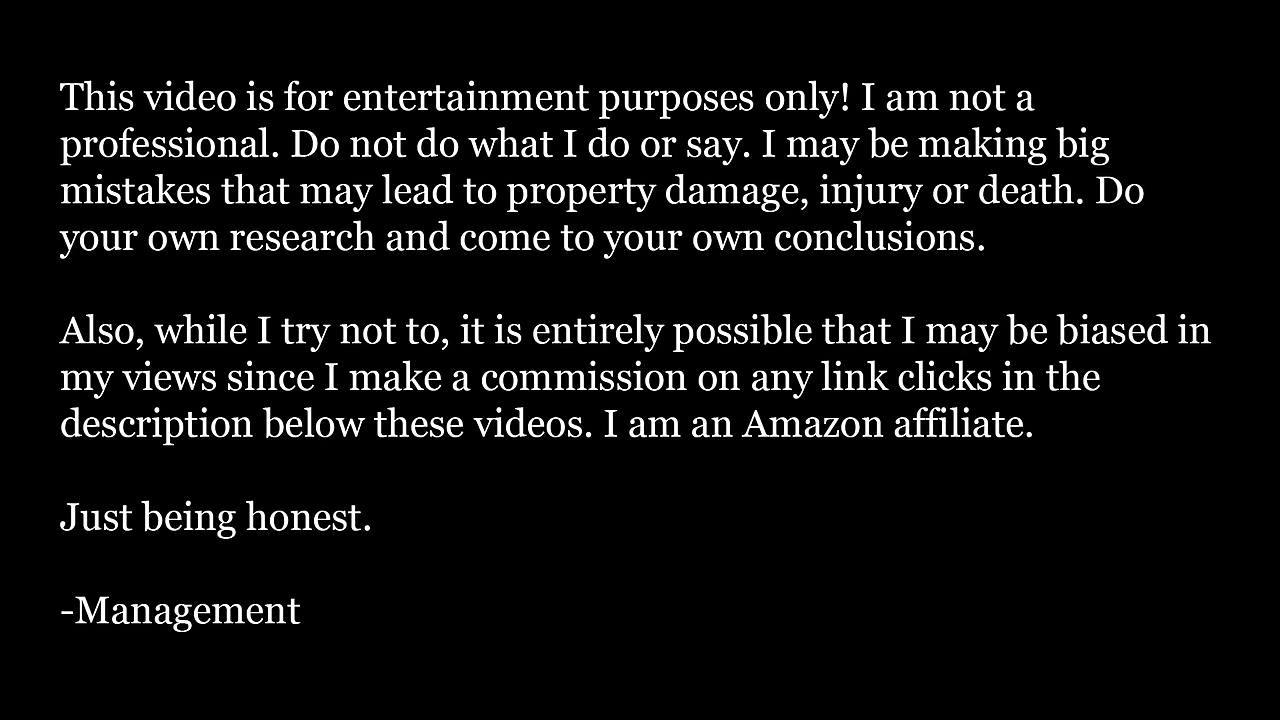 This video is for entertainment purposes only! I am not a
professional. Do not do what I do or say. I may be making big
mistakes that may lead to property damage, injury or death. Do
your own research and come to your own conclusions.
Also, while I try not to, it is entirely possible that I may be biased in
my views since I make a commission on any link clicks in the
description below these videos. I am an Amazon affiliate.
Just being honest.
-Management